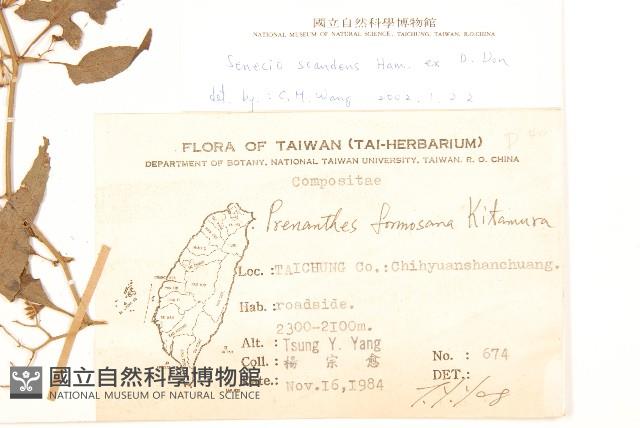 國立自然科學博物館
NATIONAL MUSEUM OF NATURAL SCIENCE, TAICHUNG, TAIWAN, R.O.CHINA
Senecio scandens Ham. ex D. Don
det. by : C. M. Wang 2002. 1. 22
FLORA OF TAIWAN (TAI-HERBARIUM)
DEPARTMENT OF BOTANY, NATIONAL TAIWAN UNIVERSITY, TAIWAN, R. O. CHINA
Compositae
Prenanthes formosana Kitamura
Loc. : TAICHUNG Co.: Chihyuanshanchuang.
Hab. : roadside.
2300-2100m.
Alt. : Tsung Y. Yang
Coll. : 楊 宗 愈 No. : 674
Date.: Nov.16,1984 DET.:
國立自然科學博物館
NATIONAL MUSEUM OF NATURAL SCIENCE